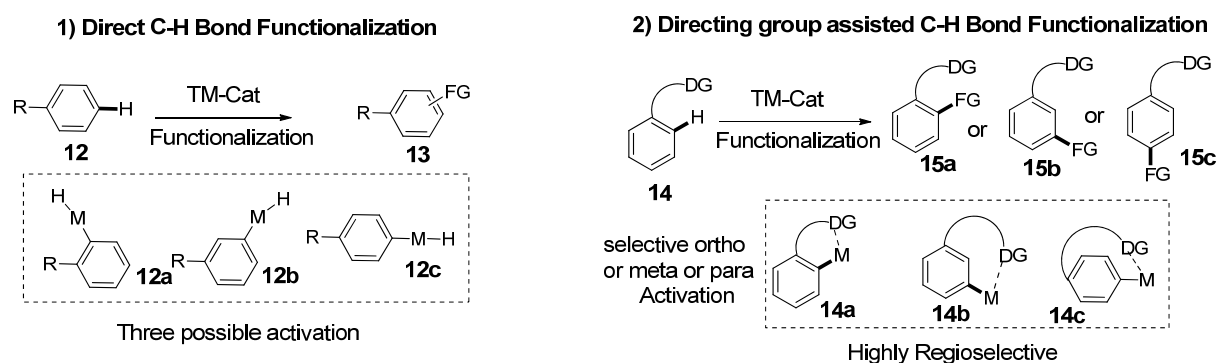 1) Direct C-H Bond Functionalization
R
H
12
TM-Cat
Functionalization
R
FG
13
H
M
R
12a
M
H
R
12b
R
M
H
12c
Three possible activation
2) Directing group assisted C-H Bond Functionalization
DG
H
14
TM-Cat
Functionalization
DG
FG
15a
or
DG
FG
15b
or
DG
FG
15c
selective ortho
or meta or para
Activation
DG
M
14a
DG
M
14b
DG
M
14c
Highly Regioselective